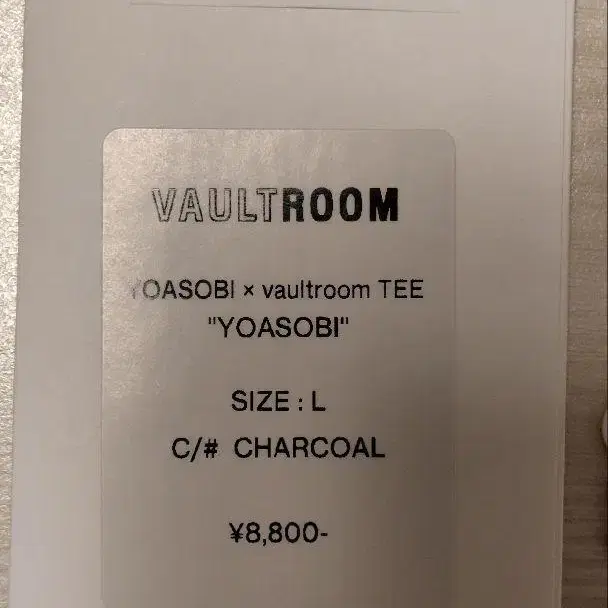 VAULTROOM
YOASOBI × vaultroom TEE
"YOASOBI"
SIZE : L
C/# CHARCOAL
¥8,800-